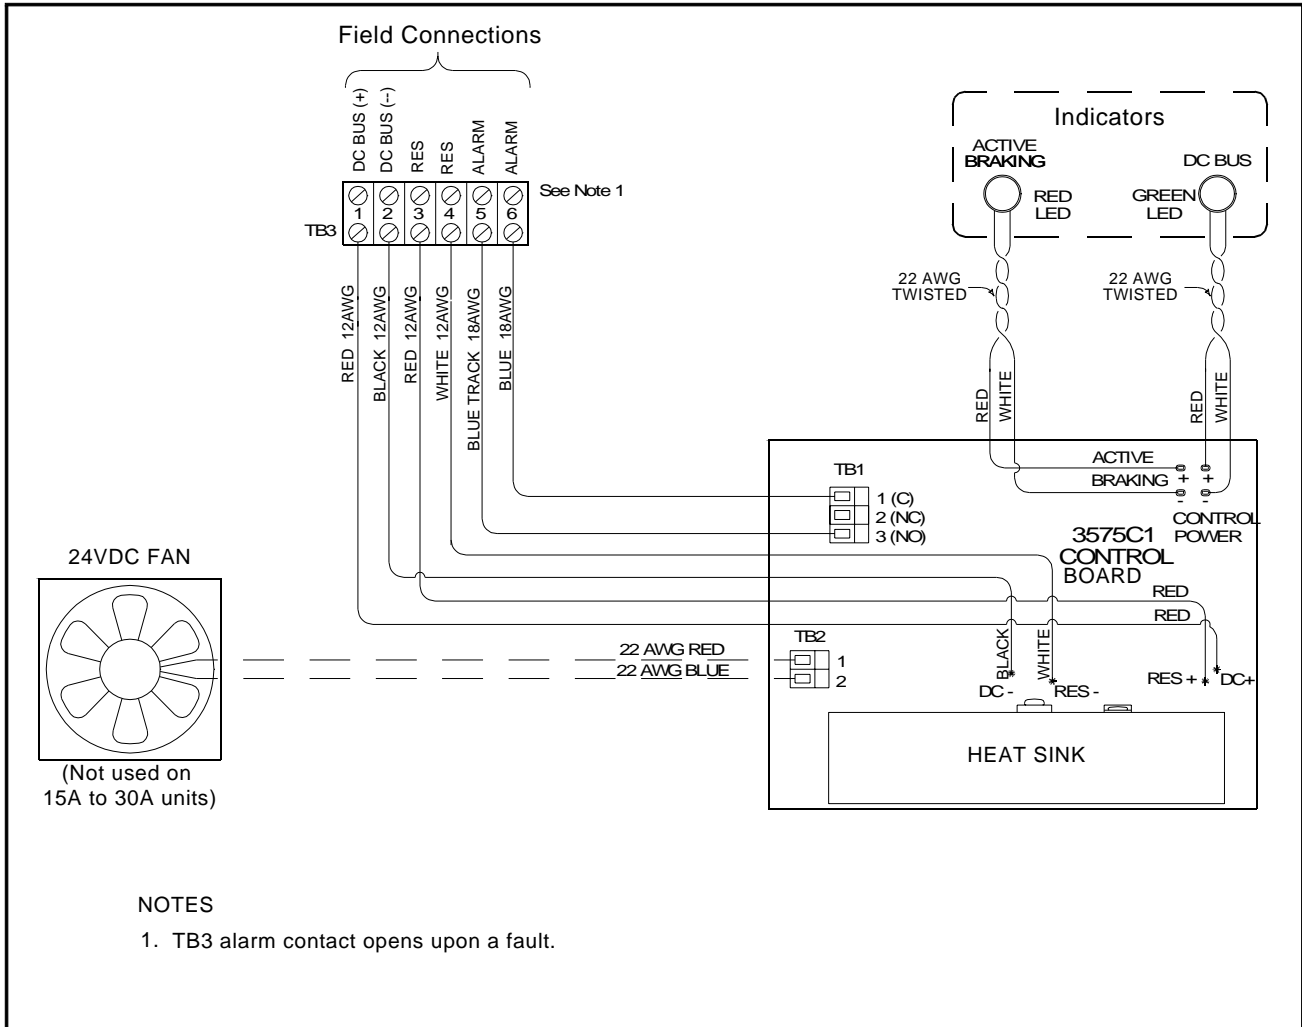 Field Connections
DC BUS (+)
DC BUS (--)
RES
RES
ALARM
ALARM
1
2
3
4
5
6
TB3
See Note 1
RED 12AWG
BLACK 12AWG
RED 12AWG
WHITE 12AWG
BLUE TRACK 18AWG
BLUE 18AWG
Indicators
ACTIVE
BRAKING
RED
LED
DC BUS
GREEN
LED
22 AWG
TWISTED
22 AWG
TWISTED
RED
WHITE
RED
WHITE
ACTIVE
BRAKING
+ +
- -
CONTROL
POWER
TB1
1 (C)
2 (NC)
3 (NO)
3575C1
CONTROL
BOARD
RED
RED
24VDC FAN
(Not used on
15A to 30A units)
22 AWG RED
22 AWG BLUE
TB2
1
2
BLACK
WHITE
DC -
RES -
RES +
DC+
HEAT SINK
NOTES
1. TB3 alarm contact opens upon a fault.